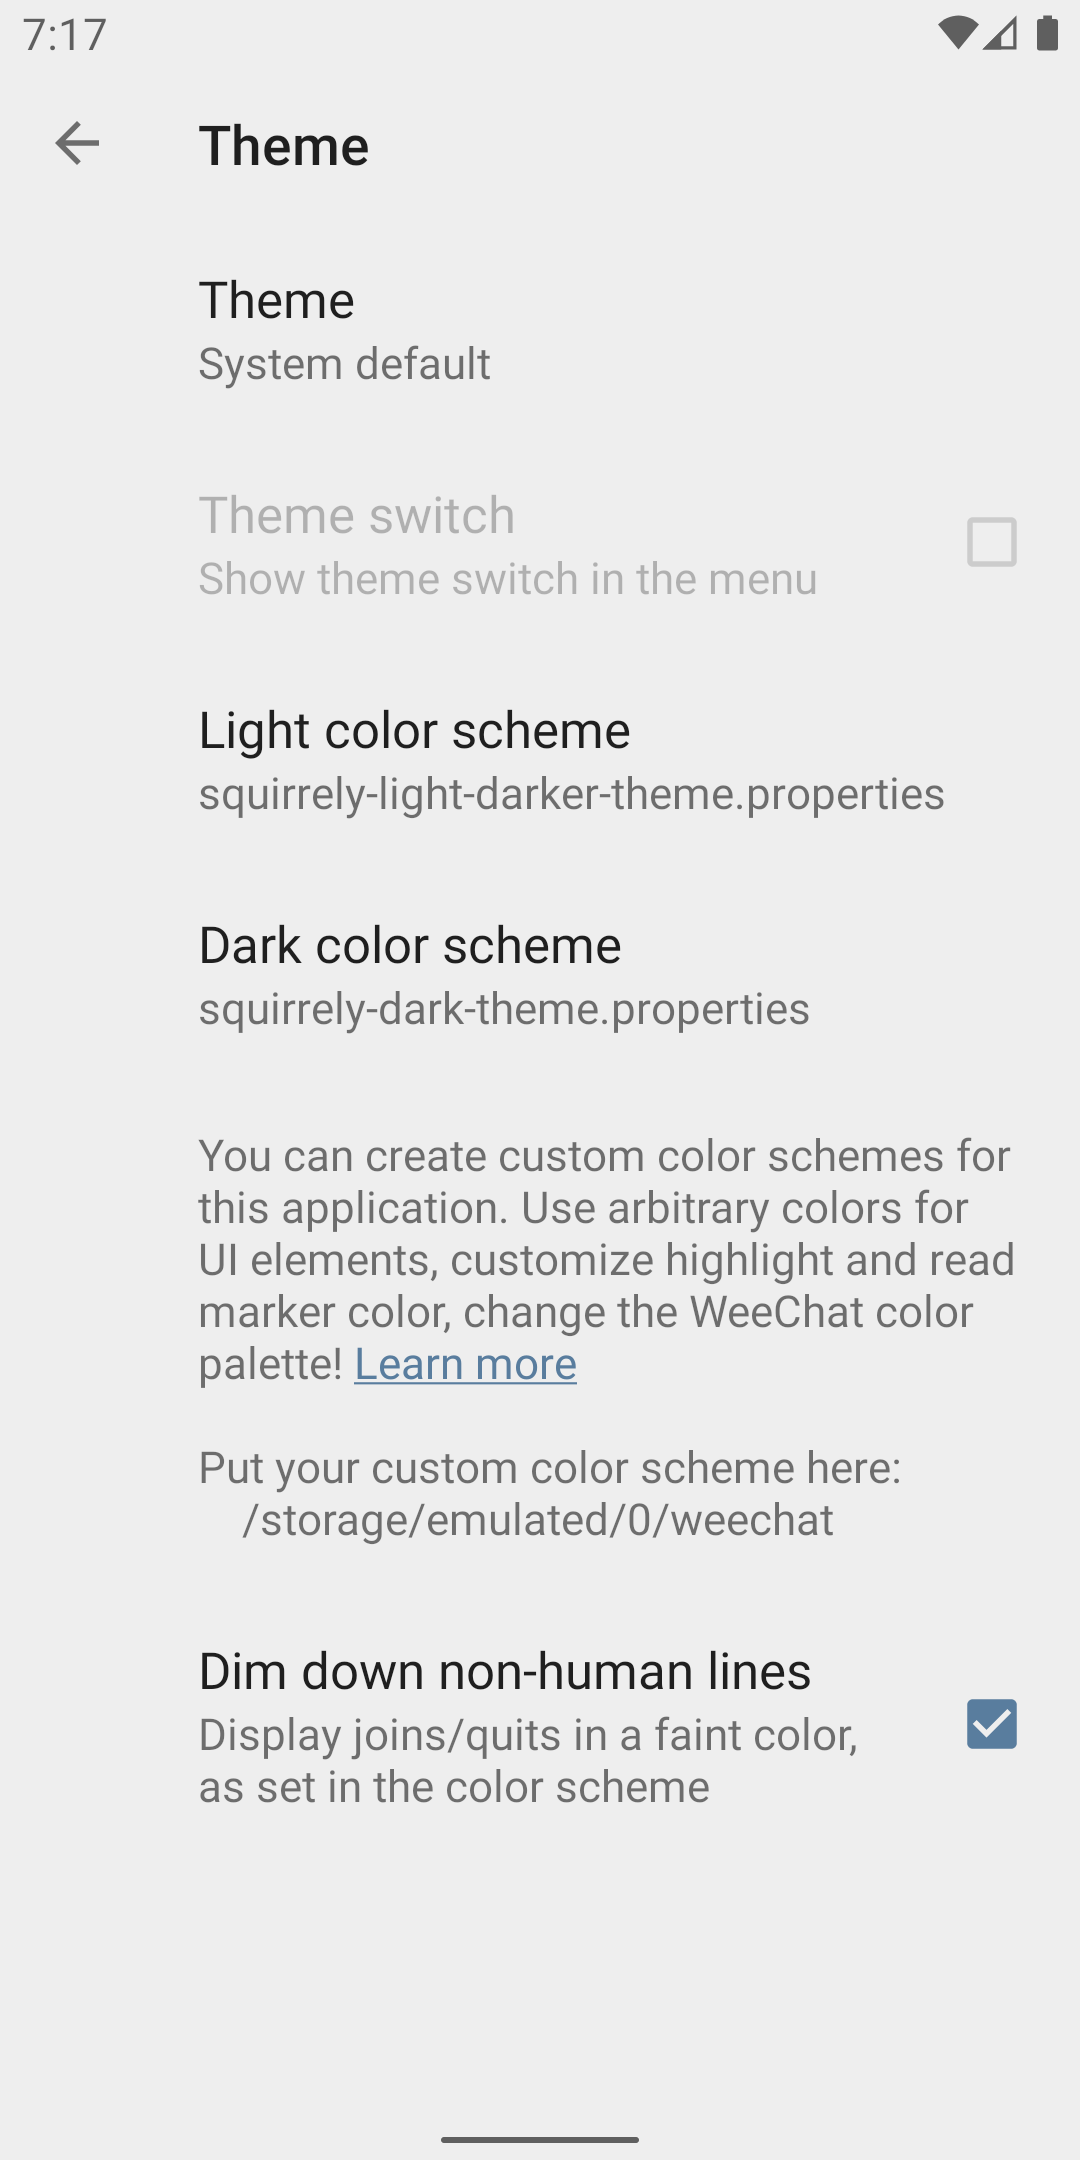 7:17
Theme
Theme
System default
Theme switch
Show theme switch in the menu
Light color scheme
squirrely-light-darker-theme.properties
Dark color scheme
squirrely-dark-theme.properties
You can create custom color schemes for
this application. Use arbitrary colors for
UI elements, customize highlight and read
marker color, change the WeeChat color
palette! Learn more
Put your custom color scheme here:
/storage/emulated/0/weechat
Dim down non-human lines
Display joins/quits in a faint color,
as set in the color scheme